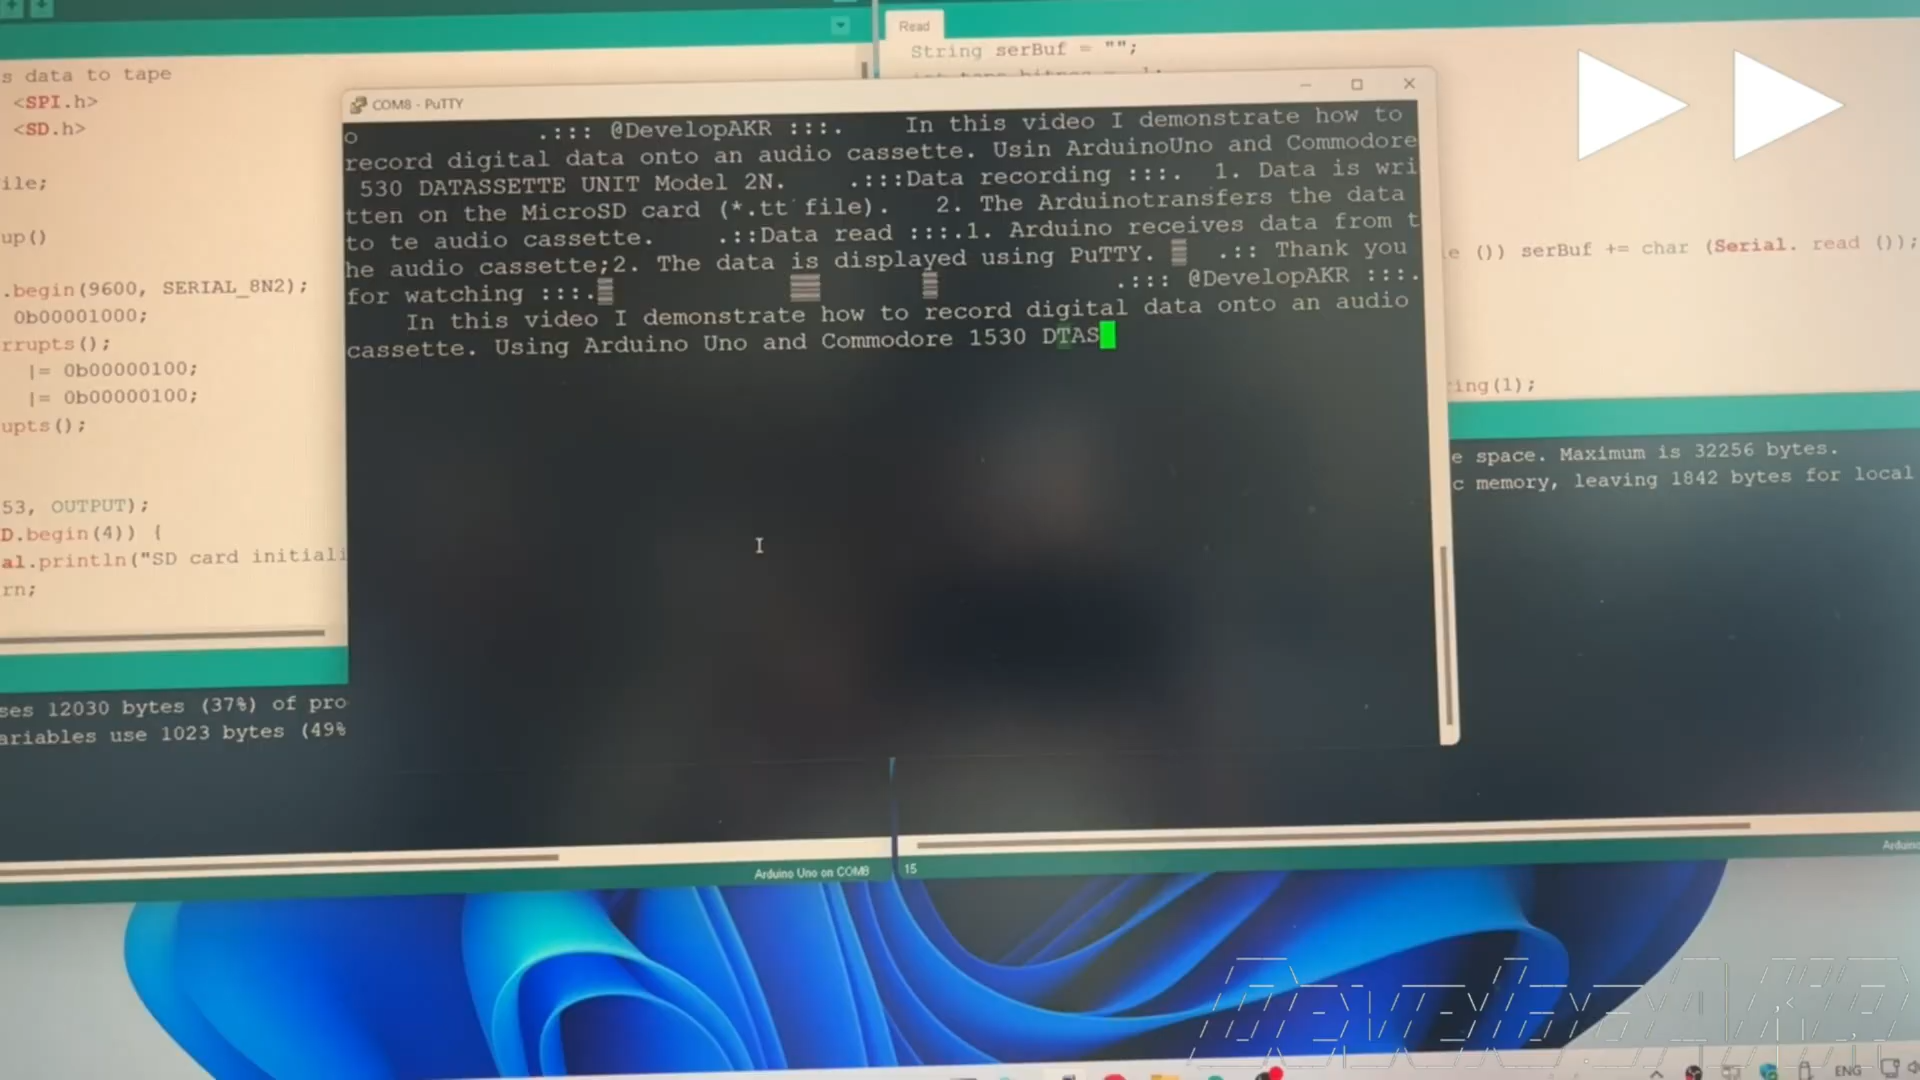 s data to tape
<SPI.h>
<SD.h>
ile;
up()
.begin(9600, SERIAL_8N2);
0b00001000;
rrupts();
|= 0b00000100;
|= 0b00000100;
upts();
53, OUTPUT);
D.begin(4)) {
al.println("SD card initiali
rn;
ses 12030 bytes (37%) of pro
ariables use 1023 bytes (49%
Arduino Uno on COM8
COM8 - PuTTY
o .::: @DevelopAKR :::. In this video I demonstrate how to
record digital data onto an audio cassette. Usin ArduinoUno and Commodore
530 DATASSETTE UNIT Model 2N. .:::Data recording :::. 1. Data is wri
tten on the MicroSD card (*.tt file). 2. The Arduinotransfers the data
to te audio cassette. .::Data read :::.1. Arduino receives data from t
he audio cassette;2. The data is displayed using PuTTY. .:: Thank you
for watching :::. .::: @DevelopAKR :::.
In this video I demonstrate how to record digital data onto an audio
cassette. Using Arduino Uno and Commodore 1530 DTAS
Read
String serBuf = "";
le ()) serBuf += char (Serial. read ());
ing(1);
e space. Maximum is 32256 bytes.
c memory, leaving 1842 bytes for local
15
Arduino
DevelopAKR
ENG